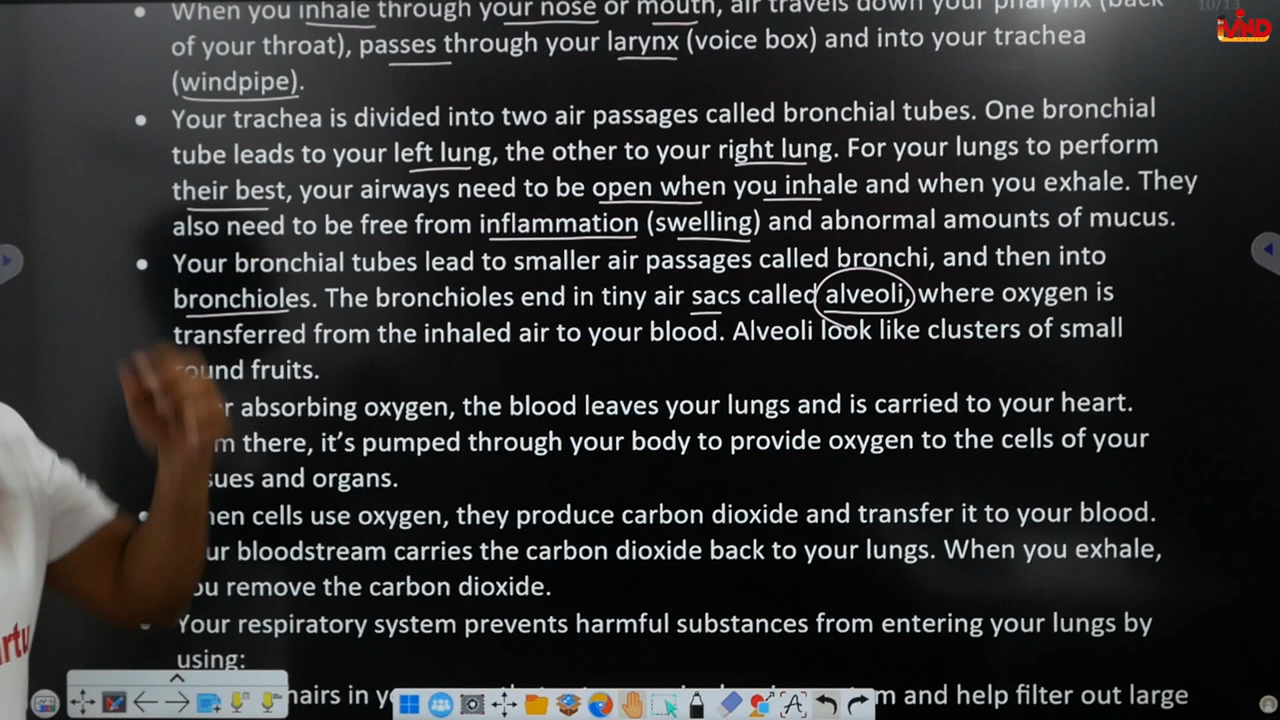 When you inhale through your nose or mouth, air travels down your pharynx (back
10/13
iVIND
of your throat), passes through your larynx (voice box) and into your trachea
(windpipe).
Your trachea is divided into two air passages called bronchial tubes. One bronchial
tube leads to your left lung, the other to your right lung. For your lungs to perform
their best, your airways need to be open when you inhale and when you exhale. They
also need to be free from inflammation (swelling) and abnormal amounts of mucus.
Your bronchial tubes lead to smaller air passages called bronchi, and then into
bronchioles. The bronchioles end in tiny air sacs called alveoli, where oxygen is
transferred from the inhaled air to your blood. Alveoli look like clusters of small
round fruits.
r absorbing oxygen, the blood leaves your lungs and is carried to your heart.
m there, it’s pumped through your body to provide oxygen to the cells of your
sues and organs.
hen cells use oxygen, they produce carbon dioxide and transfer it to your blood.
ur bloodstream carries the carbon dioxide back to your lungs. When you exhale,
ou remove the carbon dioxide.
Your respiratory system prevents harmful substances from entering your lungs by
using:
hairs in
m and help filter out large